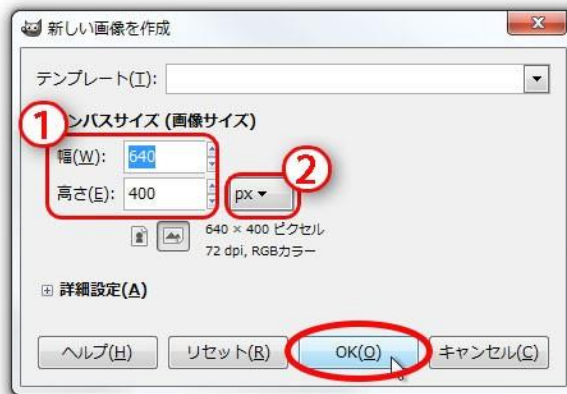 新しい画像を作成
テンプレート(T):
①
ンバスサイズ (画像サイズ)
幅(W): 640
②
高さ(E): 400 px
640 × 400 ピクセル
72 dpi, RGBカラー
詳細設定(A)
ヘルプ(H) リセット(R) OK(O) キャンセル(C)